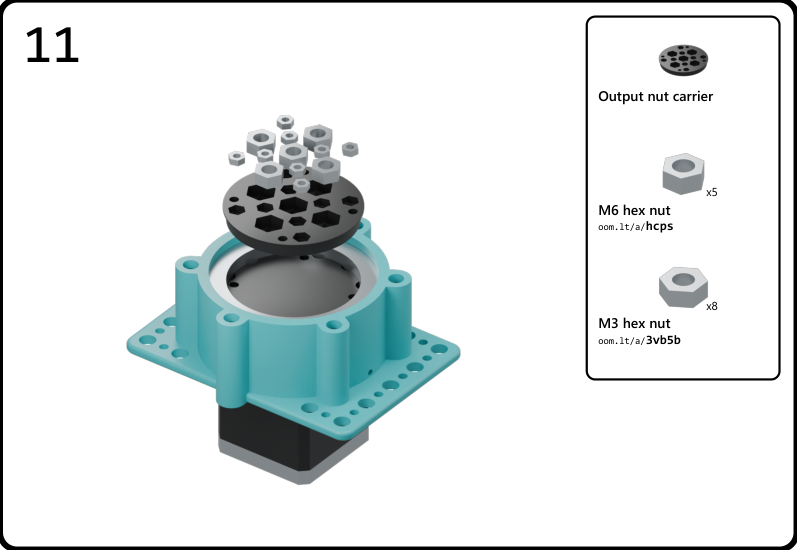 11
Output nut carrier
x5
M6 hex nut
oom.lt/a/hcps
x8
M3 hex nut
oom.lt/a/3vb5b